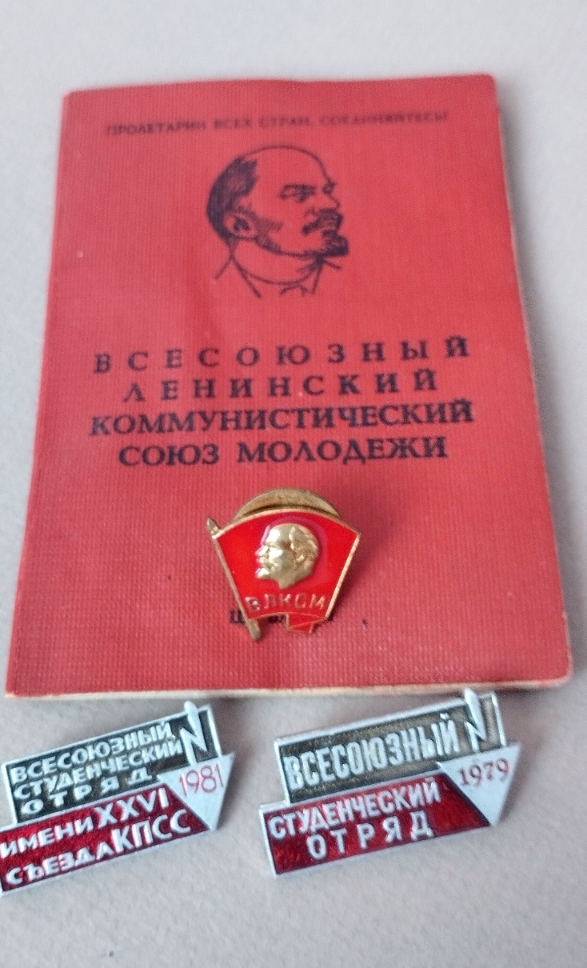 ПРОЛЕТАРИИ ВСЕХ СТРАН, СОЕДИНЯЙТЕСЬ!
ВСЕСОЮЗНЫЙ
ЛЕНИНСКИЙ
КОММУНИСТИЧЕСКИЙ
СОЮЗ МОЛОДЕЖИ
ВЛКСМ
ВСЕСОЮЗНЫЙ
СТУДЕНЧЕСКИЙ
ОТРЯД
1981
ИМЕНИ XXVI
СЪЕЗДА КПСС
ВСЕСОЮЗНЫЙ
1979
СТУДЕНЧЕСКИЙ
ОТРЯД